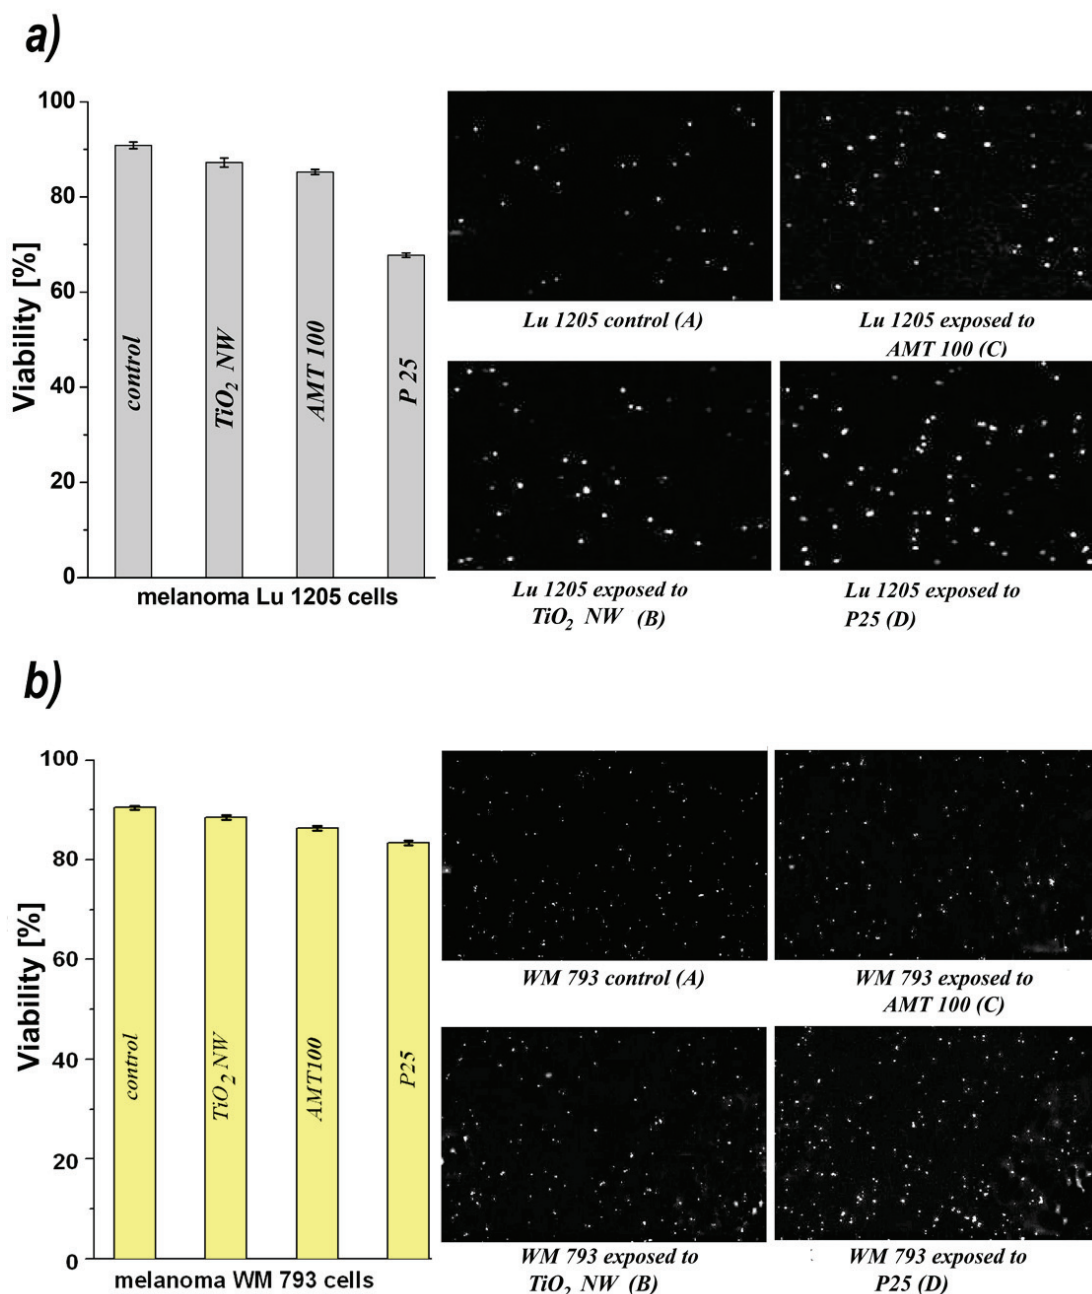 a)
Viability [%]
100
80
60
40
20
0
control
TiO2 NW
AMT 100
P 25
melanoma Lu 1205 cells
Lu 1205 control (A)
Lu 1205 exposed to
AMT 100 (C)
Lu 1205 exposed to
TiO2 NW (B)
Lu 1205 exposed to
P25 (D)
b)
Viability [%]
100
80
60
40
20
0
control
TiO2 NW
AMT100
P25
melanoma WM 793 cells
WM 793 control (A)
WM 793 exposed to
AMT 100 (C)
WM 793 exposed to
TiO2 NW (B)
WM 793 exposed to
P25 (D)